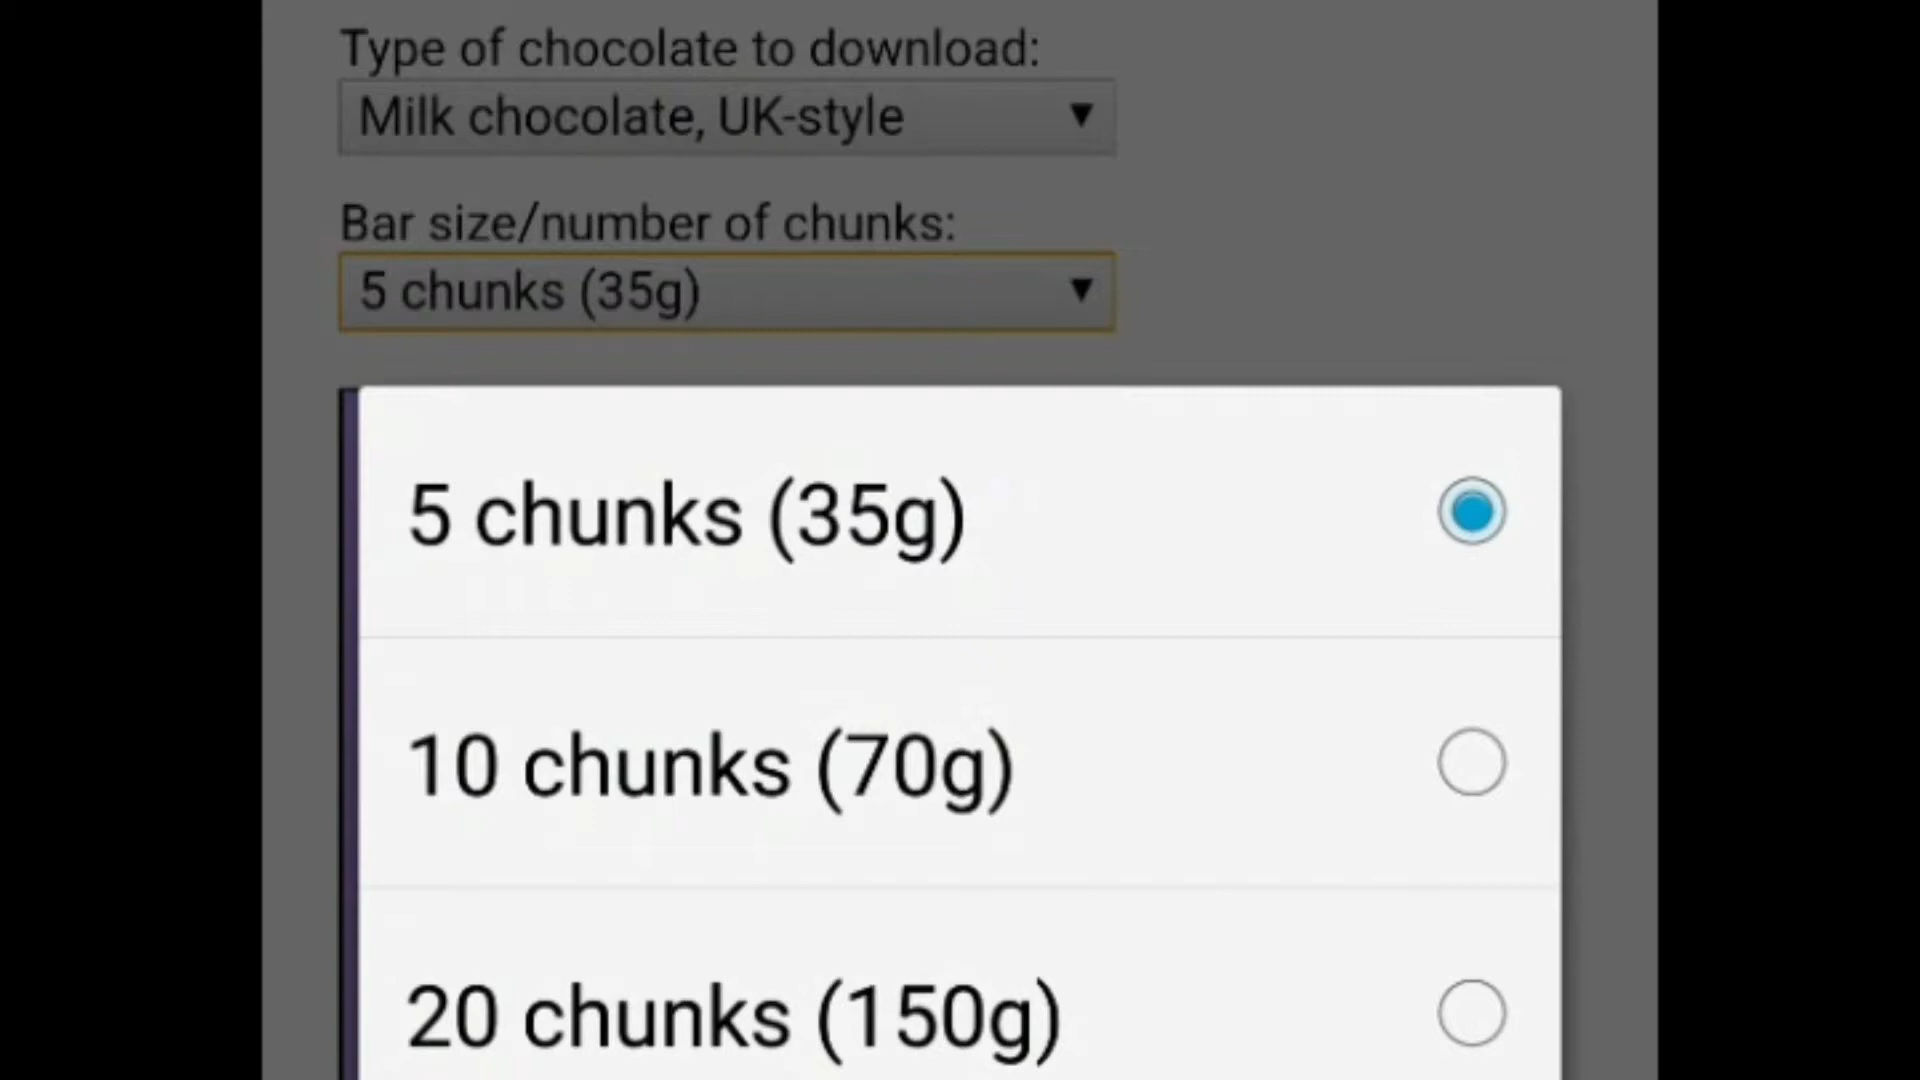 Type of chocolate to download:
Milk chocolate, UK-style
Bar size/number of chunks:
5 chunks (35g)
5 chunks (35g)
10 chunks (70g)
20 chunks (150g)